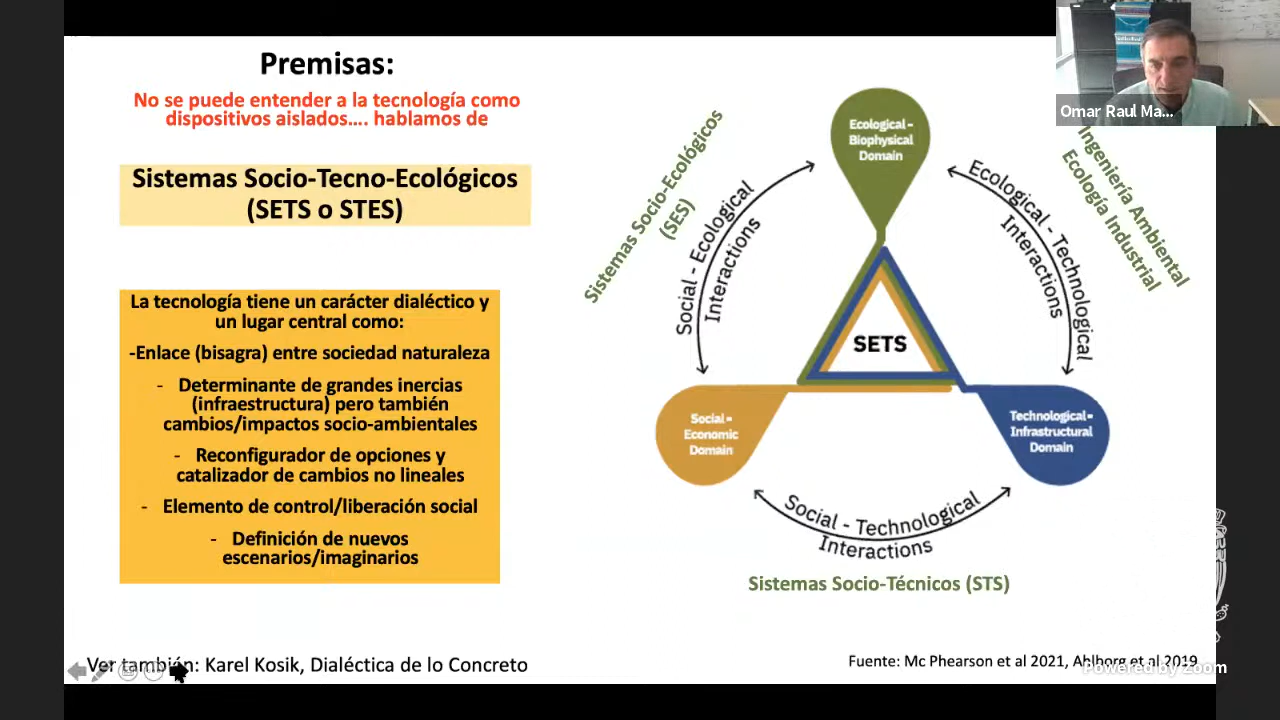 Premisas:
No se puede entender a la tecnología como
dispositivos aislados.... hablamos de
Sistemas Socio-Tecno-Ecológicos
(SETS o STES)
La tecnología tiene un carácter dialéctico y
un lugar central como:
-Enlace (bisagra) entre sociedad naturaleza
- Determinante de grandes inercias
(infraestructura) pero también
cambios/impactos socio-ambientales
- Reconfigurador de opciones y
catalizador de cambios no lineales
- Elemento de control/liberación social
- Definición de nuevos
escenarios/imaginarios
Ver también: Karel Kosik, Dialéctica de lo Concreto
Omar Raul Ma...
Ecological-
Biophysical
Domain
Sistemas Socio-Ecológicos
(SES)
Social - Ecological
Interactions
Ecological - Technological
Interactions
Ingeniería Ambiental
Ecología Industrial
SETS
Social-
Economic
Domain
Technological-
Infrastructural
Domain
Social - Technological
Interactions
Sistemas Socio-Técnicos (STS)
Fuente: Mc Phearson et al 2021, Ahlborg et al 2019
Powered by Zoom